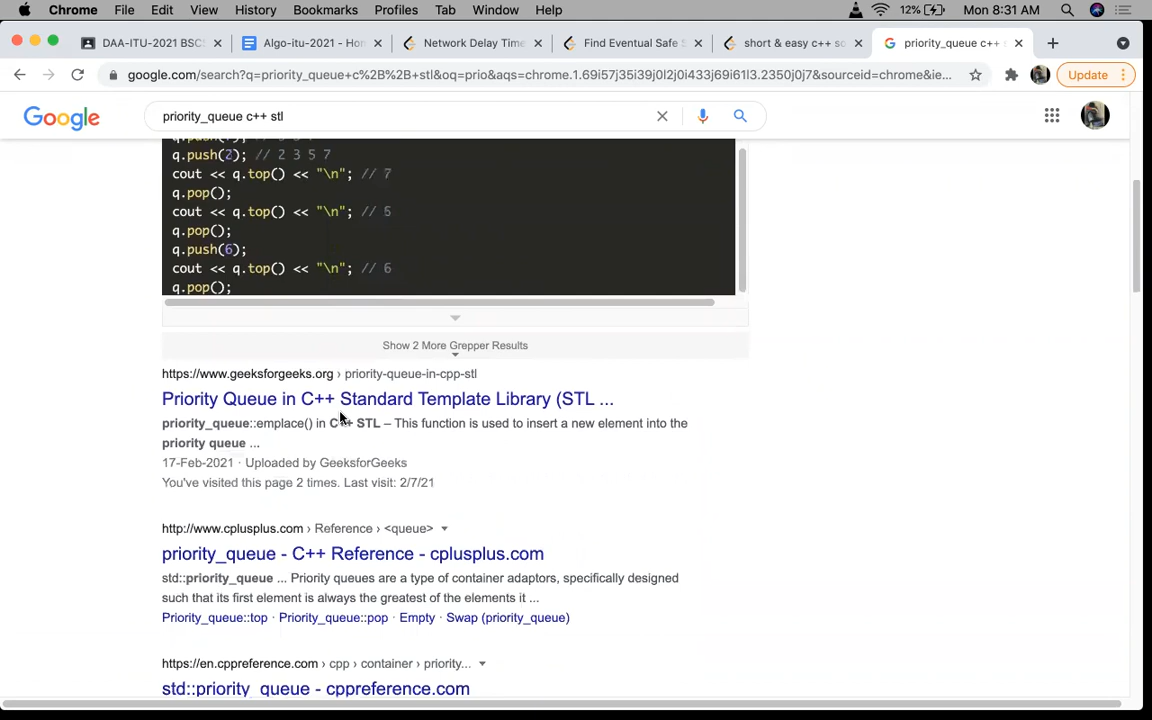 Chrome File Edit View History Bookmarks Profiles Tab Window Help 12% Mon 8:31 AM
DAA-ITU-2021 BSCS Algo-itu-2021 - Hon Network Delay Time Find Eventual Safe S short & easy c++ so priority_queue c++
google.com/search?q=priority_queue+c%2B%2B+stl&oq=prio&aqs=chrome.1.69i57j35i39j0l2j0i433j69i61l3.2350j0j7&sourceid=chrome&ie... Update
Google priority_queue c++ stl
q.push(2); // 2 3 5 7
cout << q.top() << "\n"; // 7
q.pop();
cout << q.top() << "\n"; // 5
q.pop();
q.push(6);
cout << q.top() << "\n"; // 6
q.pop();
Show 2 More Grepper Results
https://www.geeksforgeeks.org › priority-queue-in-cpp-stl
Priority Queue in C++ Standard Template Library (STL ...
priority_queue::emplace() in C++ STL – This function is used to insert a new element into the
priority queue ...
17-Feb-2021 · Uploaded by GeeksforGeeks
You've visited this page 2 times. Last visit: 2/7/21
http://www.cplusplus.com › Reference › <queue>
priority_queue - C++ Reference - cplusplus.com
std::priority_queue ... Priority queues are a type of container adaptors, specifically designed
such that its first element is always the greatest of the elements it ...
Priority_queue::top · Priority_queue::pop · Empty · Swap (priority_queue)
https://en.cppreference.com › cpp › container › priority...
std::priority_queue - cppreference.com